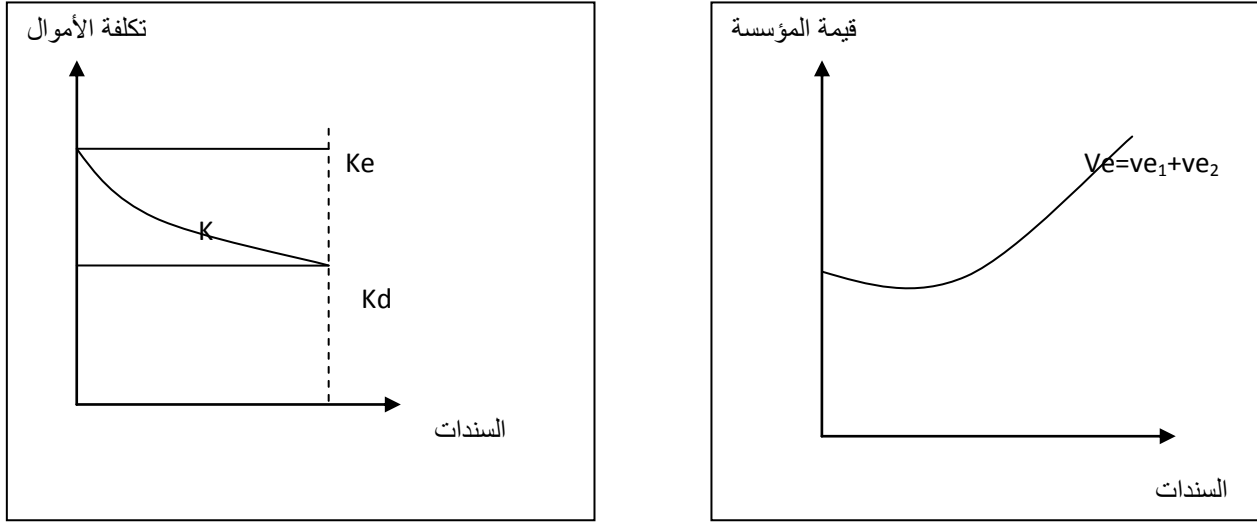 تكلفة الأموال
Ke
K
Kd
السندات
قيمة المؤسسة
Ve=ve₁+ve₂
السندات